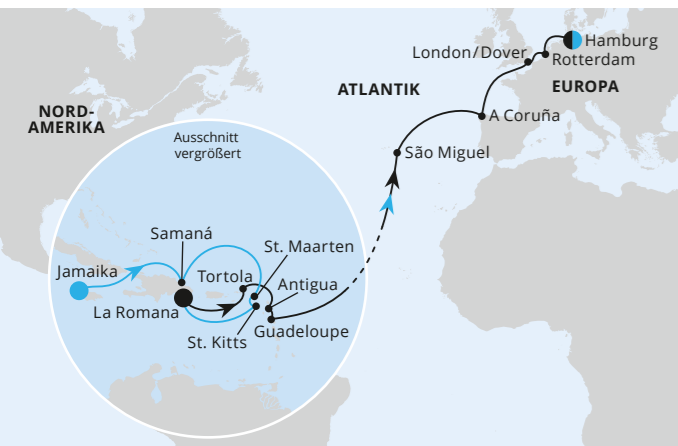 Hamburg
London/Dover
Rotterdam
ATLANTIK
EUROPA
NORD-
AMERIKA
A Coruña
Ausschnitt
vergrößert
São Miguel
Samaná
St. Maarten
Jamaika
Tortola
Antigua
La Romana
Guadeloupe
St. Kitts